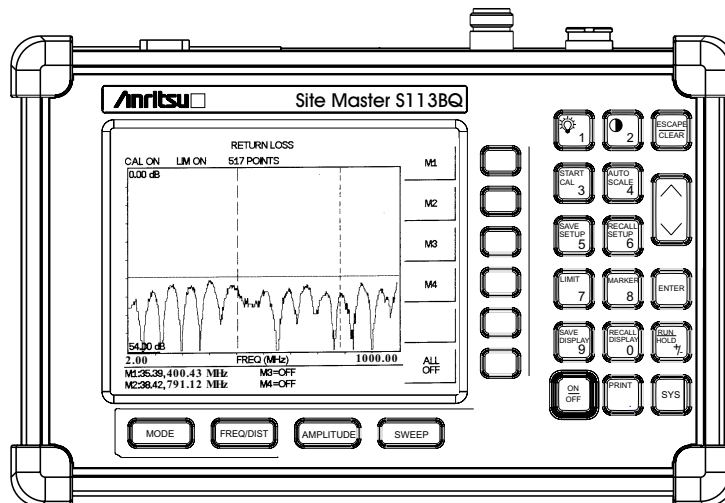 Anritsu
Site Master S113BQ
RETURN LOSS
CAL ON LIM ON 517 POINTS
0.00 dB
54.00 dB
2.00 FREQ (MHz) 1000.00
M1:35.39,400.43 MHz M3=OFF
M2:38.42,791.12 MHz M4=OFF
M1
M2
M3
M4
ALL
OFF
1
2
ESCAPE
CLEAR
START
CAL
3
AUTO
SCALE
4
SAVE
SETUP
5
RECALL
SETUP
6
LIMIT
7
MARKER
8
ENTER
SAVE
DISPLAY
9
RECALL
DISPLAY
0
RUN
HOLD
+/-
ON
OFF
PRINT
SYS
MODE
FREQ/DIST
AMPLITUDE
SWEEP